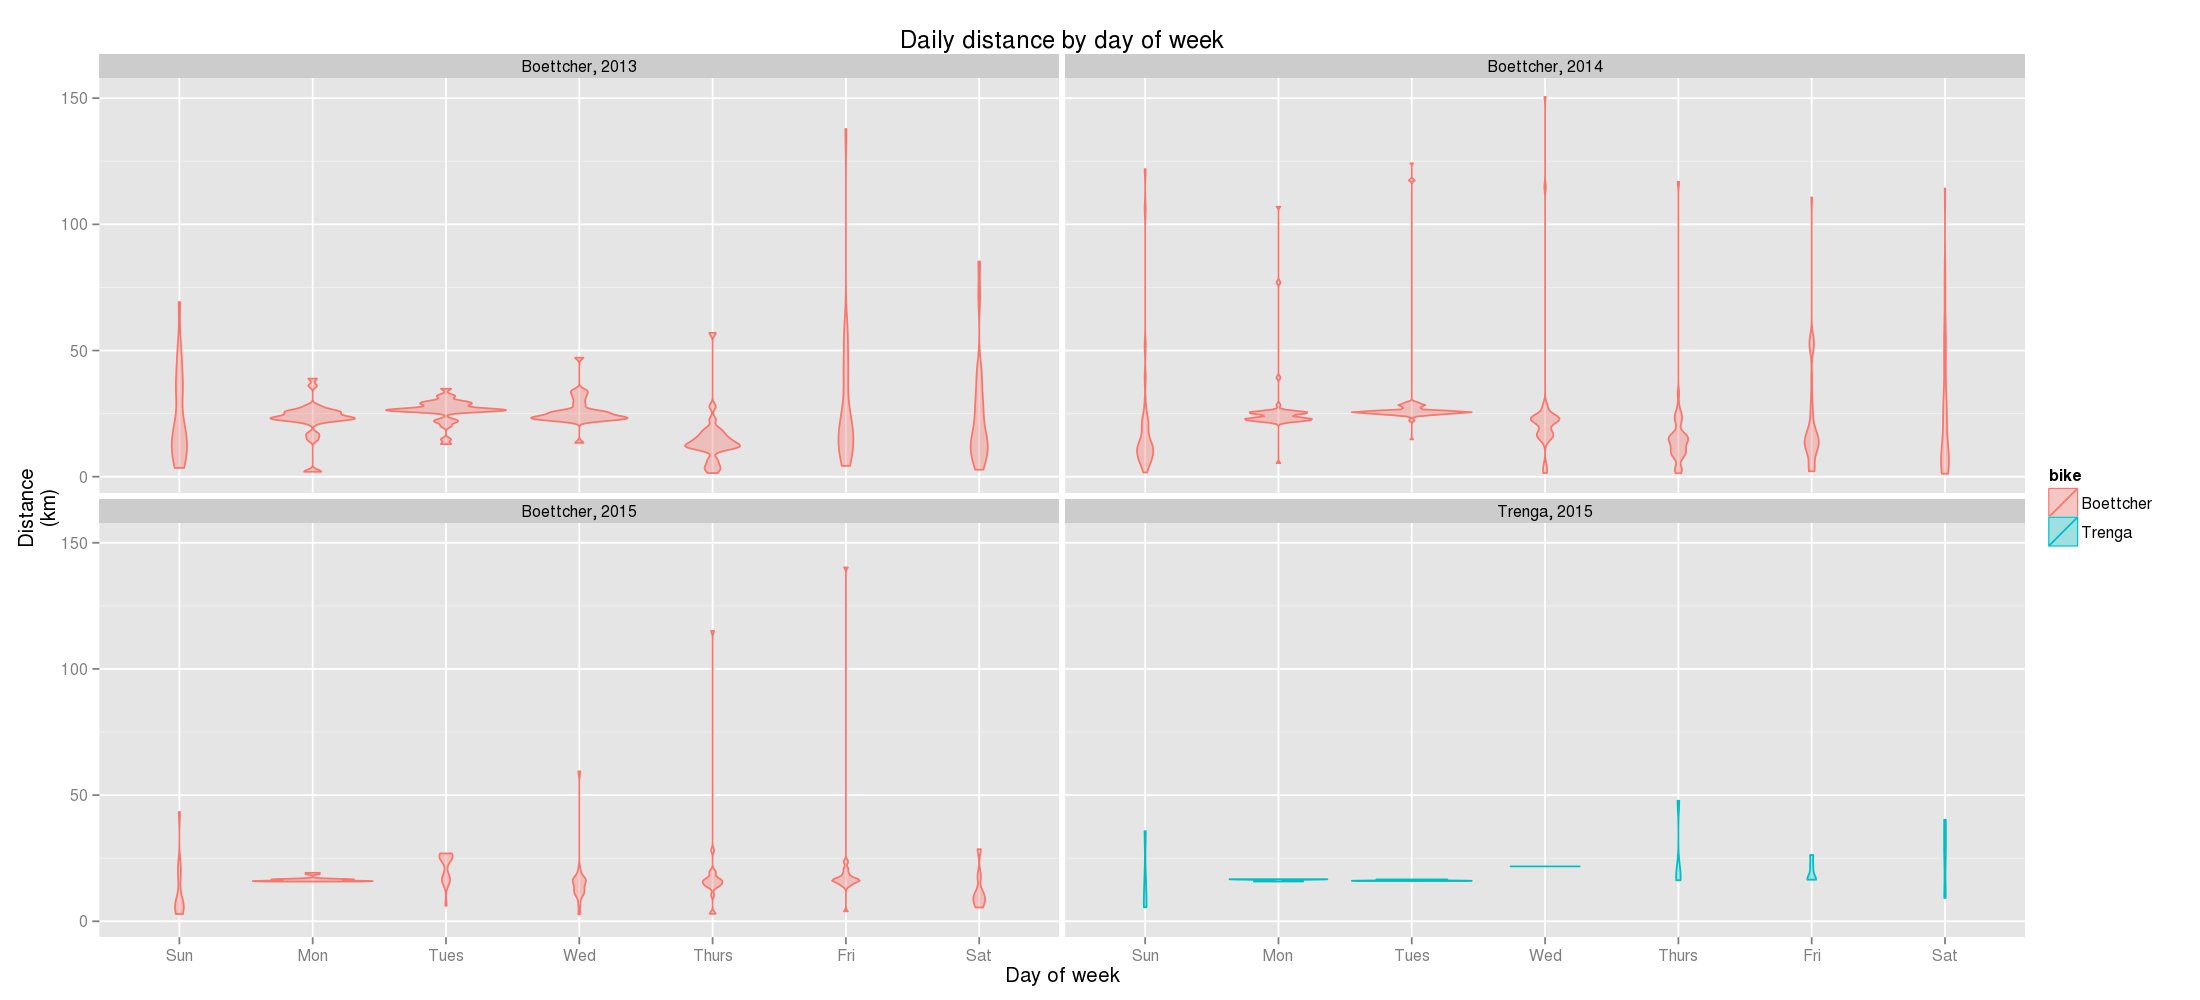 Daily distance by day of week
Boettcher, 2013
Boettcher, 2014
150
100
50
0
Boettcher, 2015
Trenga, 2015
150
100
50
0
Distance
(km)
Sun Mon Tues Wed Thurs Fri Sat
Sun Mon Tues Wed Thurs Fri Sat
Day of week
bike
Boettcher
Trenga